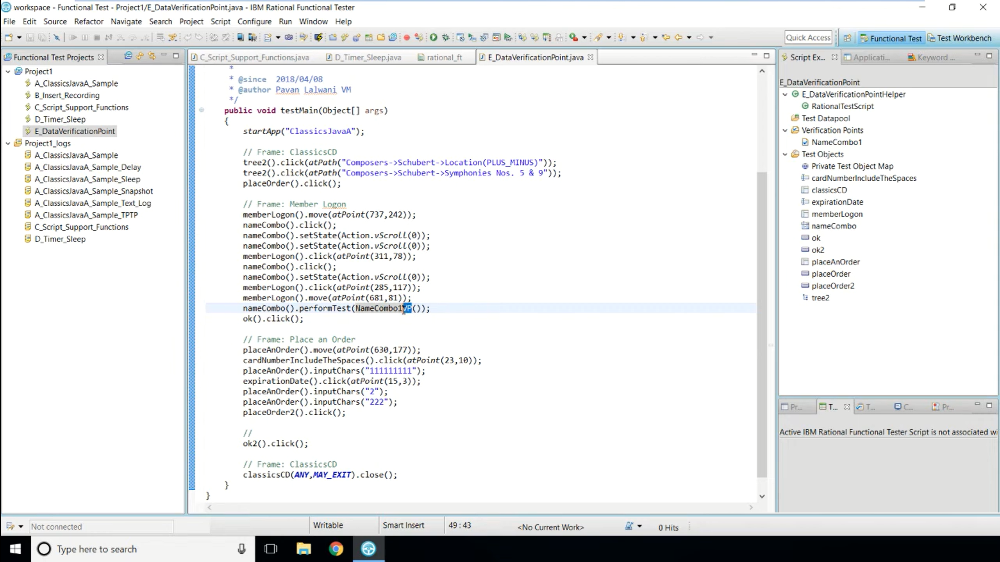 workspace - Functional Test - Project1/E_DataVerificationPoint.java - IBM Rational Functional Tester
File Edit Source Refactor Navigate Search Project Script Configure Run Window Help
Quick Access
Functional Test
Test Workbench
Functional Test Projects
Project1
A_ClassicsJavaA_Sample
B_Insert_Recording
C_Script_Support_Functions
D_Timer_Sleep
E_DataVerificationPoint
Project1_logs
A_ClassicsJavaA_Sample
A_ClassicsJavaA_Sample_Delay
A_ClassicsJavaA_Sample_Sleep
A_ClassicsJavaA_Sample_Snapshot
A_ClassicsJavaA_Sample_Text_Log
A_ClassicsJavaA_Sample_TPTP
C_Script_Support_Functions
D_Timer_Sleep
C_Script_Support_Functions.java
D_Timer_Sleep.java
rational_ft
E_DataVerificationPoint.java
*
* @since 2018/04/08
* @author Pavan Lalwani VM
*/
public void testMain(Object[] args)
{
startApp("ClassicsJavaA");
// Frame: ClassicsCD
tree2().click(atPath("Composers->Schubert->Location(PLUS_MINUS)"));
tree2().click(atPath("Composers->Schubert->Symphonies Nos. 5 & 9"));
placeOrder().click();
// Frame: Member Logon
memberLogon().move(atPoint(737,242));
nameCombo().click();
nameCombo().setState(Action.vScroll(0));
nameCombo().setState(Action.vScroll(0));
memberLogon().click(atPoint(311,78));
nameCombo().click();
nameCombo().setState(Action.vScroll(0));
memberLogon().click(atPoint(285,117));
memberLogon().move(atPoint(681,81));
nameCombo().performTest(NameCombo1VP());
ok().click();
// Frame: Place an Order
placeAnOrder().move(atPoint(630,177));
cardNumberIncludeTheSpaces().click(atPoint(23,10));
placeAnOrder().inputChars("111111111");
expirationDate().click(atPoint(15,3));
placeAnOrder().inputChars("2");
placeAnOrder().inputChars("222");
placeOrder2().click();
//
ok2().click();
// Frame: ClassicsCD
classicsCD(ANY,MAY_EXIT).close();
}
}
Script Ex...
Applicati...
Keyword ...
E_DataVerificationPoint
E_DataVerificationPointHelper
RationalTestScript
Test Datapool
Verification Points
NameCombo1
Test Objects
Private Test Object Map
cardNumberIncludeTheSpaces
classicsCD
expirationDate
memberLogon
nameCombo
ok
ok2
placeAnOrder
placeOrder
placeOrder2
tree2
Pr...
T...
T...
C...
Pr...
Active IBM Rational Functional Tester Script is not associated wi
Not connected
Writable
Smart Insert
49 : 43
<No Current Work>
0 Hits
Type here to search